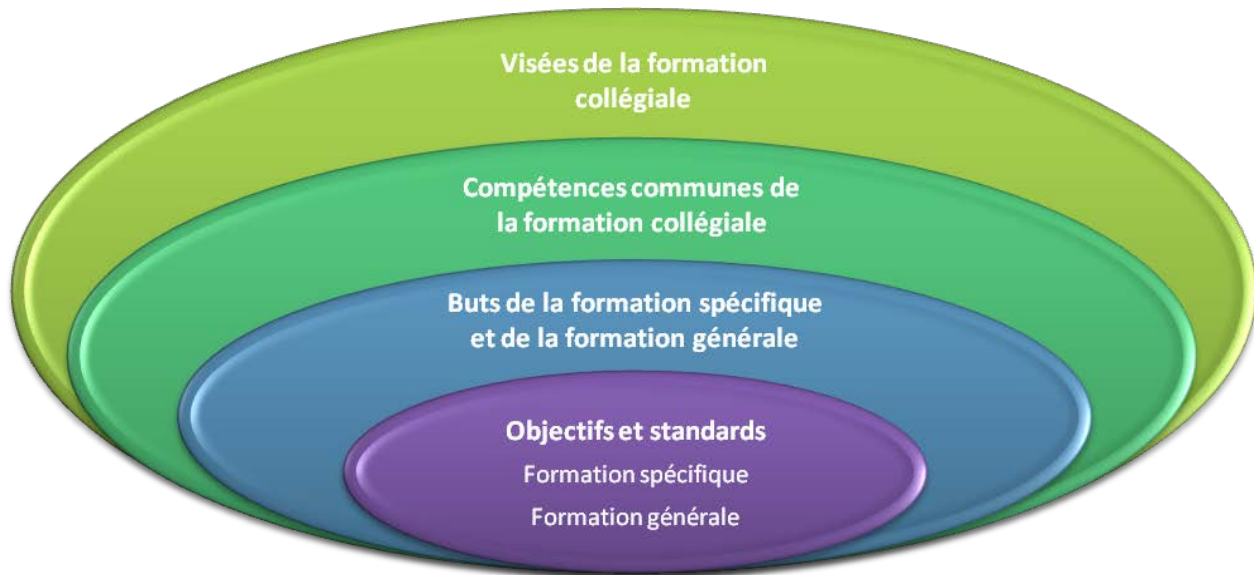 Visées de la formation
collégiale
Compétences communes de
la formation collégiale
Buts de la formation spécifique
et de la formation générale
Objectifs et standards
Formation spécifique
Formation générale